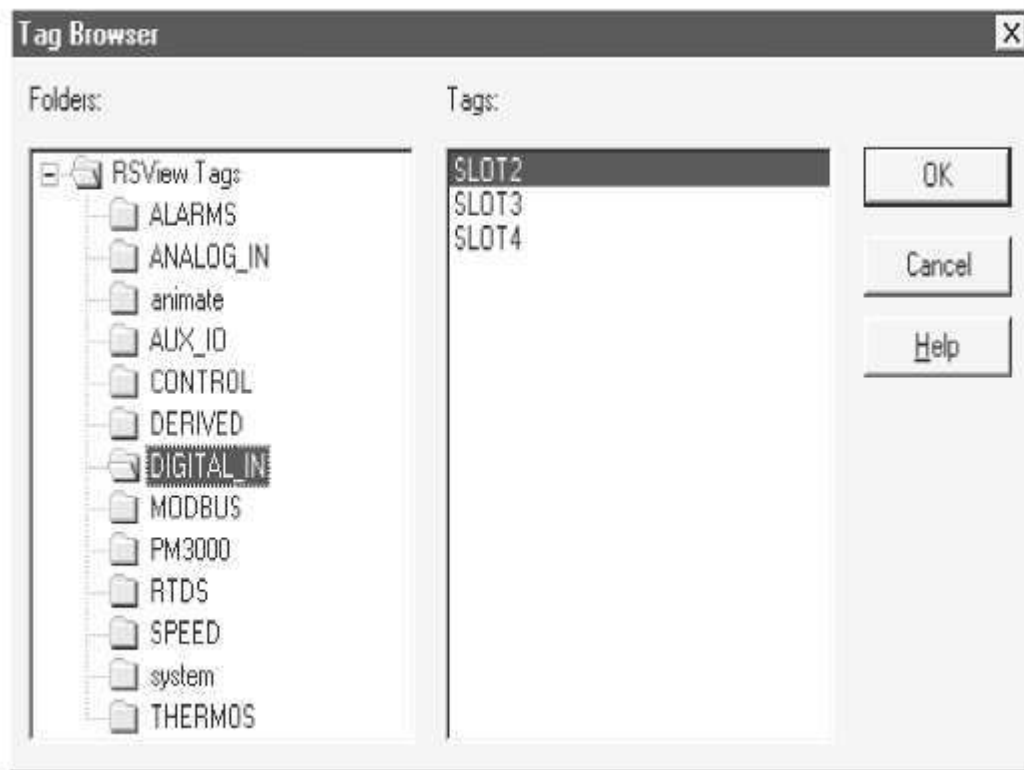 Tag Browser
Folders:
RSView Tags
ALARMS
ANALOG_IN
animate
AUX_IO
CONTROL
DERIVED
DIGITAL_IN
MODBUS
PM3000
RTDS
SPEED
system
THERMOS
Tags:
SLOT2
SLOT3
SLOT4
OK
Cancel
Help